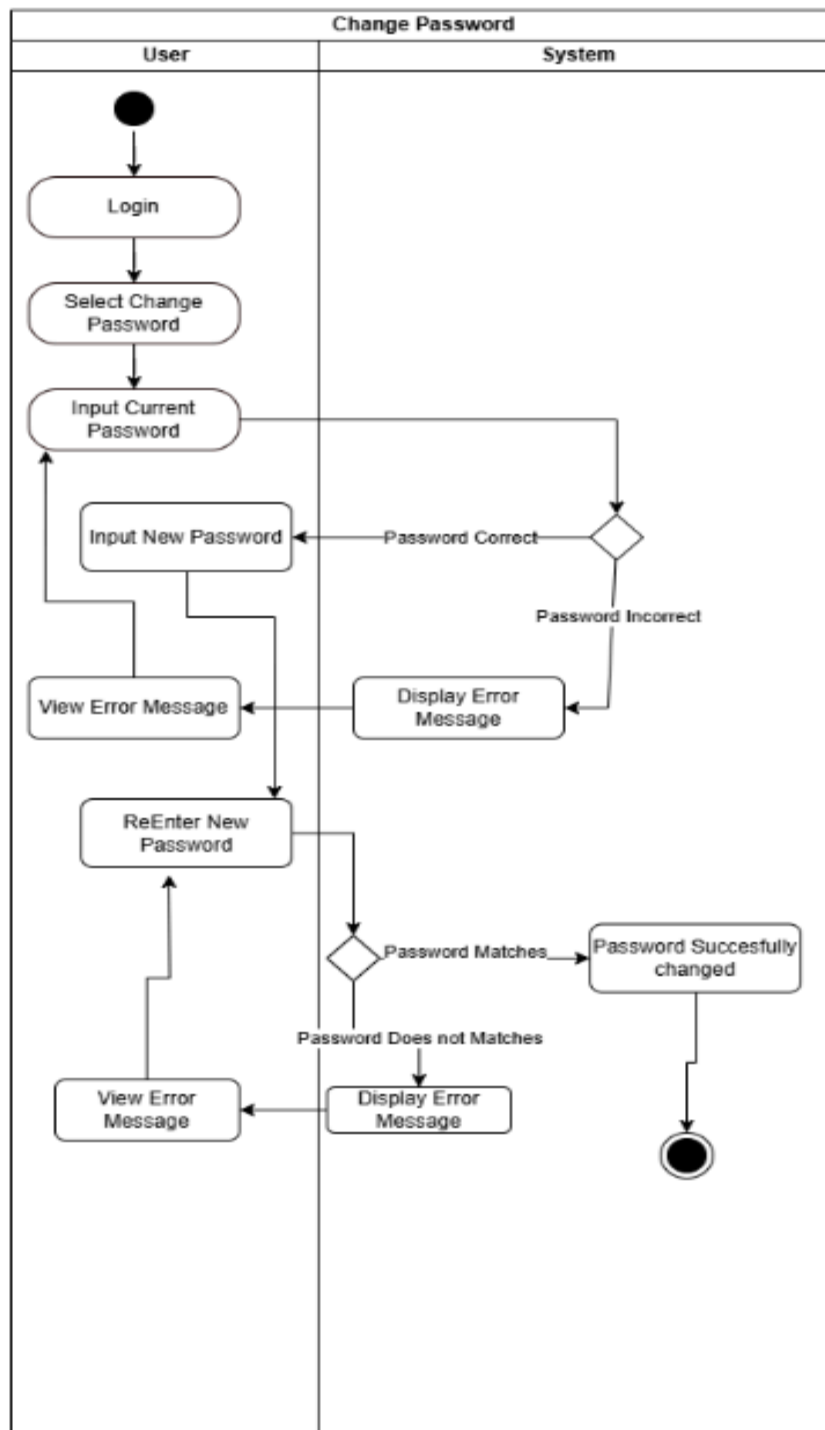 Change Password
User
System
Login
Select Change
Password
Input Current
Password
Input New Password
Password Correct
Password Incorrect
View Error Message
Display Error
Message
ReEnter New
Password
Password Matches
Password Succesfully
changed
Password Does not Matches
View Error
Message
Display Error
Message